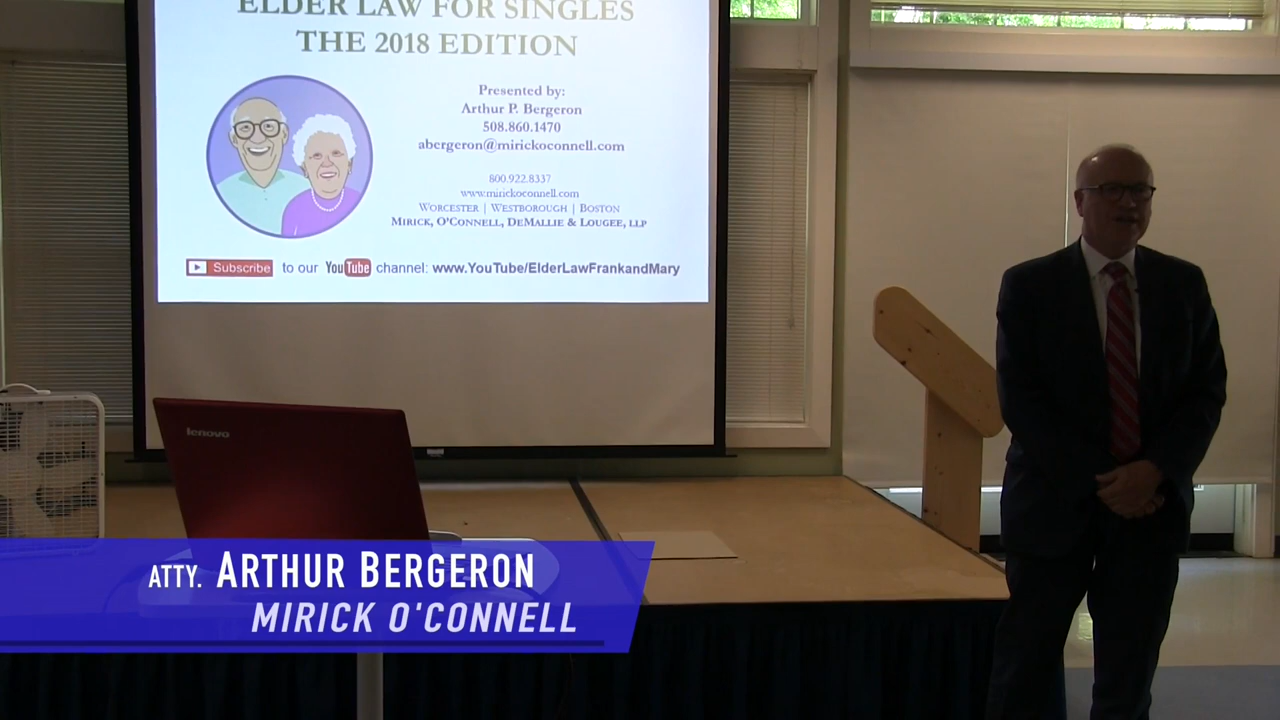 ELDER LAW FOR SINGLES
THE 2018 EDITION
Presented by:
Arthur P. Bergeron
508.860.1470
abergeron@mirickoconnell.com
800.922.8337
www.mirickoconnell.com
WORCESTER | WESTBOROUGH | BOSTON
MIRICK, O'CONNELL, DEMALLIE & LOUGEE, LLP
Subscribe to our YouTube channel: www.YouTube/ElderLawFrankandMary
lenovo
ATTY. ARTHUR BERGERON
MIRICK O'CONNELL